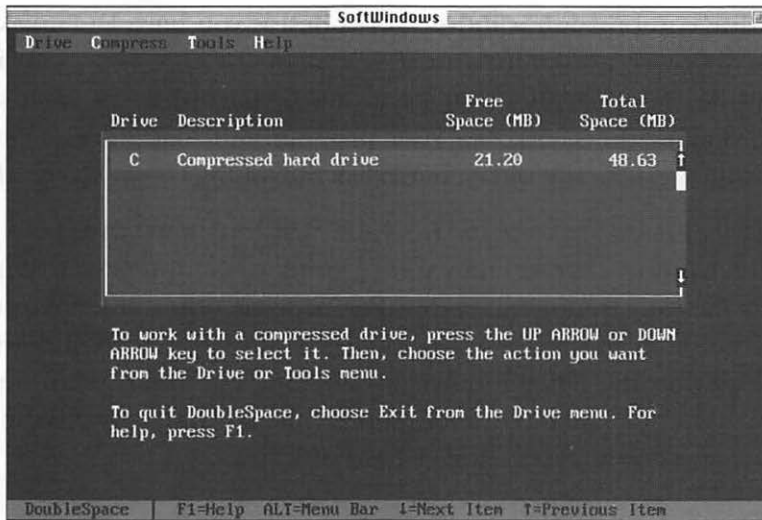 SoftWindows
Drive Compress Tools Help
Free Total
Drive Description Space (MB) Space (MB)
C Compressed hard drive 21.20 48.63 ↑
↓
To work with a compressed drive, press the UP ARROW or DOWN
ARROW key to select it. Then, choose the action you want
from the Drive or Tools menu.
To quit DoubleSpace, choose Exit from the Drive menu. For
help, press F1.
DoubleSpace | F1=Help ALT=Menu Bar ↓=Next Item ↑=Previous Item